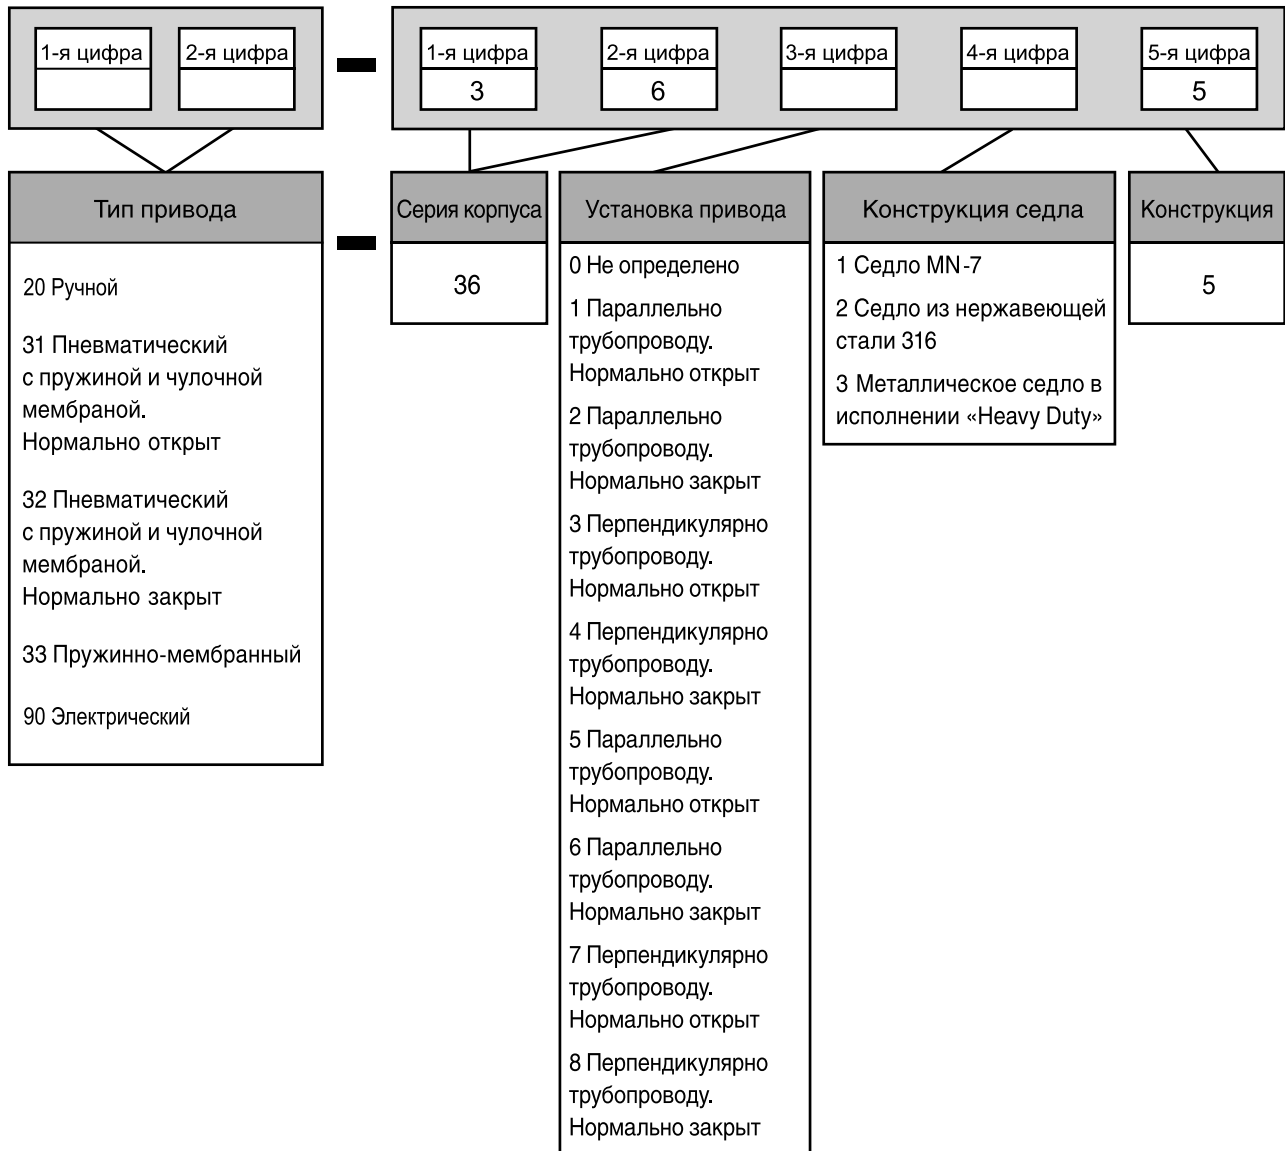 1-я цифра
2-я цифра
1-я цифра
2-я цифра
3-я цифра
4-я цифра
5-я цифра
3
6
5
Тип привода
20 Ручной
31 Пневматический
с пружиной и чулочной
мембраной.
Нормально открыт
32 Пневматический
с пружиной и чулочной
мембраной.
Нормально закрыт
33 Пружинно-мембранный
90 Электрический
Серия корпуса
36
Установка привода
0 Не определено
1 Параллельно
трубопроводу.
Нормально открыт
2 Параллельно
трубопроводу.
Нормально закрыт
3 Перпендикулярно
трубопроводу.
Нормально открыт
4 Перпендикулярно
трубопроводу.
Нормально закрыт
5 Параллельно
трубопроводу.
Нормально открыт
6 Параллельно
трубопроводу.
Нормально закрыт
7 Перпендикулярно
трубопроводу.
Нормально открыт
8 Перпендикулярно
трубопроводу.
Нормально закрыт
Конструкция седла
1 Седло MN-7
2 Седло из нержавеющей
стали 316
3 Металлическое седло в
исполнении «Heavy Duty»
Конструкция
5